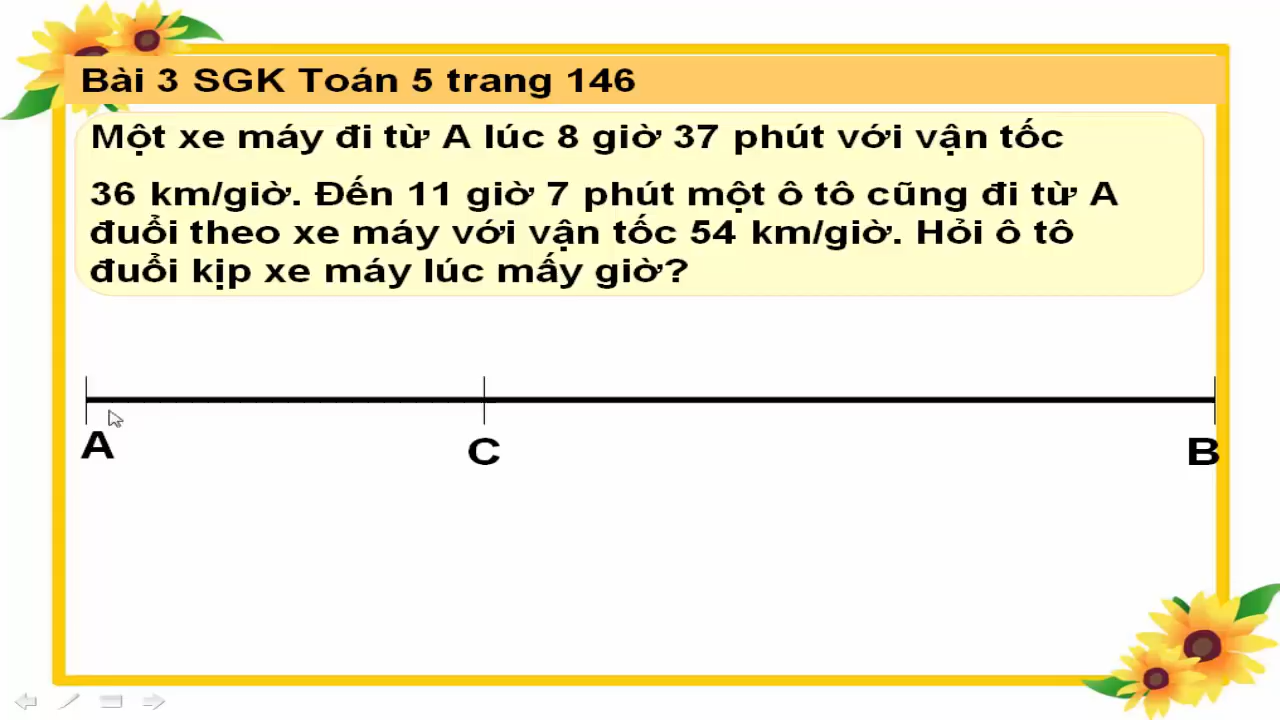 Bài 3 SGK Toán 5 trang 146
Một xe máy đi từ A lúc 8 giờ 37 phút với vận tốc
36 km/giờ. Đến 11 giờ 7 phút một ô tô cũng đi từ A
đuổi theo xe máy với vận tốc 54 km/giờ. Hỏi ô tô
đuổi kịp xe máy lúc mấy giờ?
A C B